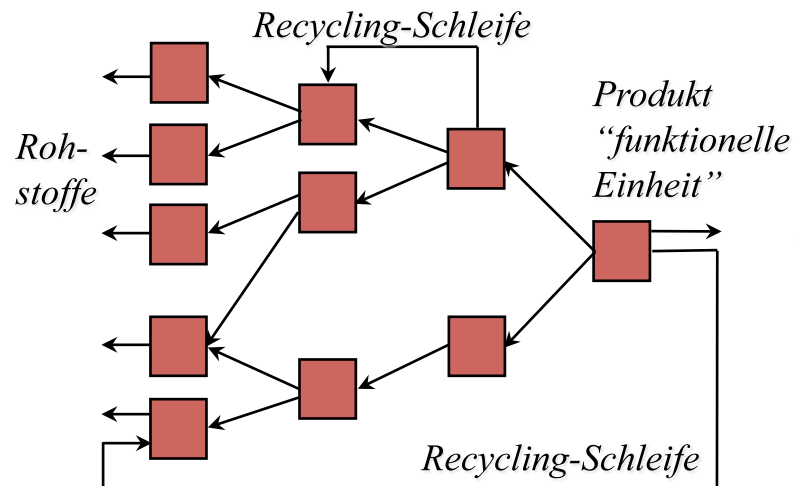 Recycling-Schleife
Produkt
“funktionelle
Einheit”
Roh-
stoffe
Recycling-Schleife